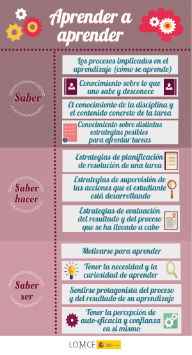 Aprender a
aprender
Saber
Los procesos implicados en el
aprendizaje (cómo se aprende)
Conocimiento sobre lo que
uno sabe y desconoce
El conocimiento de la disciplina y
el contenido concreto de la tarea
Conocimiento sobre distintas
estrategias posibles
para afrontar tareas
Saber
hacer
Estrategias de planificación
de resolución de una tarea
Estrategias de supervisión de
las acciones que el estudiante
está desarrollando
Estrategias de evaluación
del resultado y del proceso
que se ha llevado a cabo
Saber
ser
Motivarse para aprender
Tener la necesidad y la
curiosidad de aprender
Sentirse protagonista del proceso y
del resultado de su aprendizaje
Tener la percepción de
auto-eficacia y confianza
en sí mismo
LOMCE